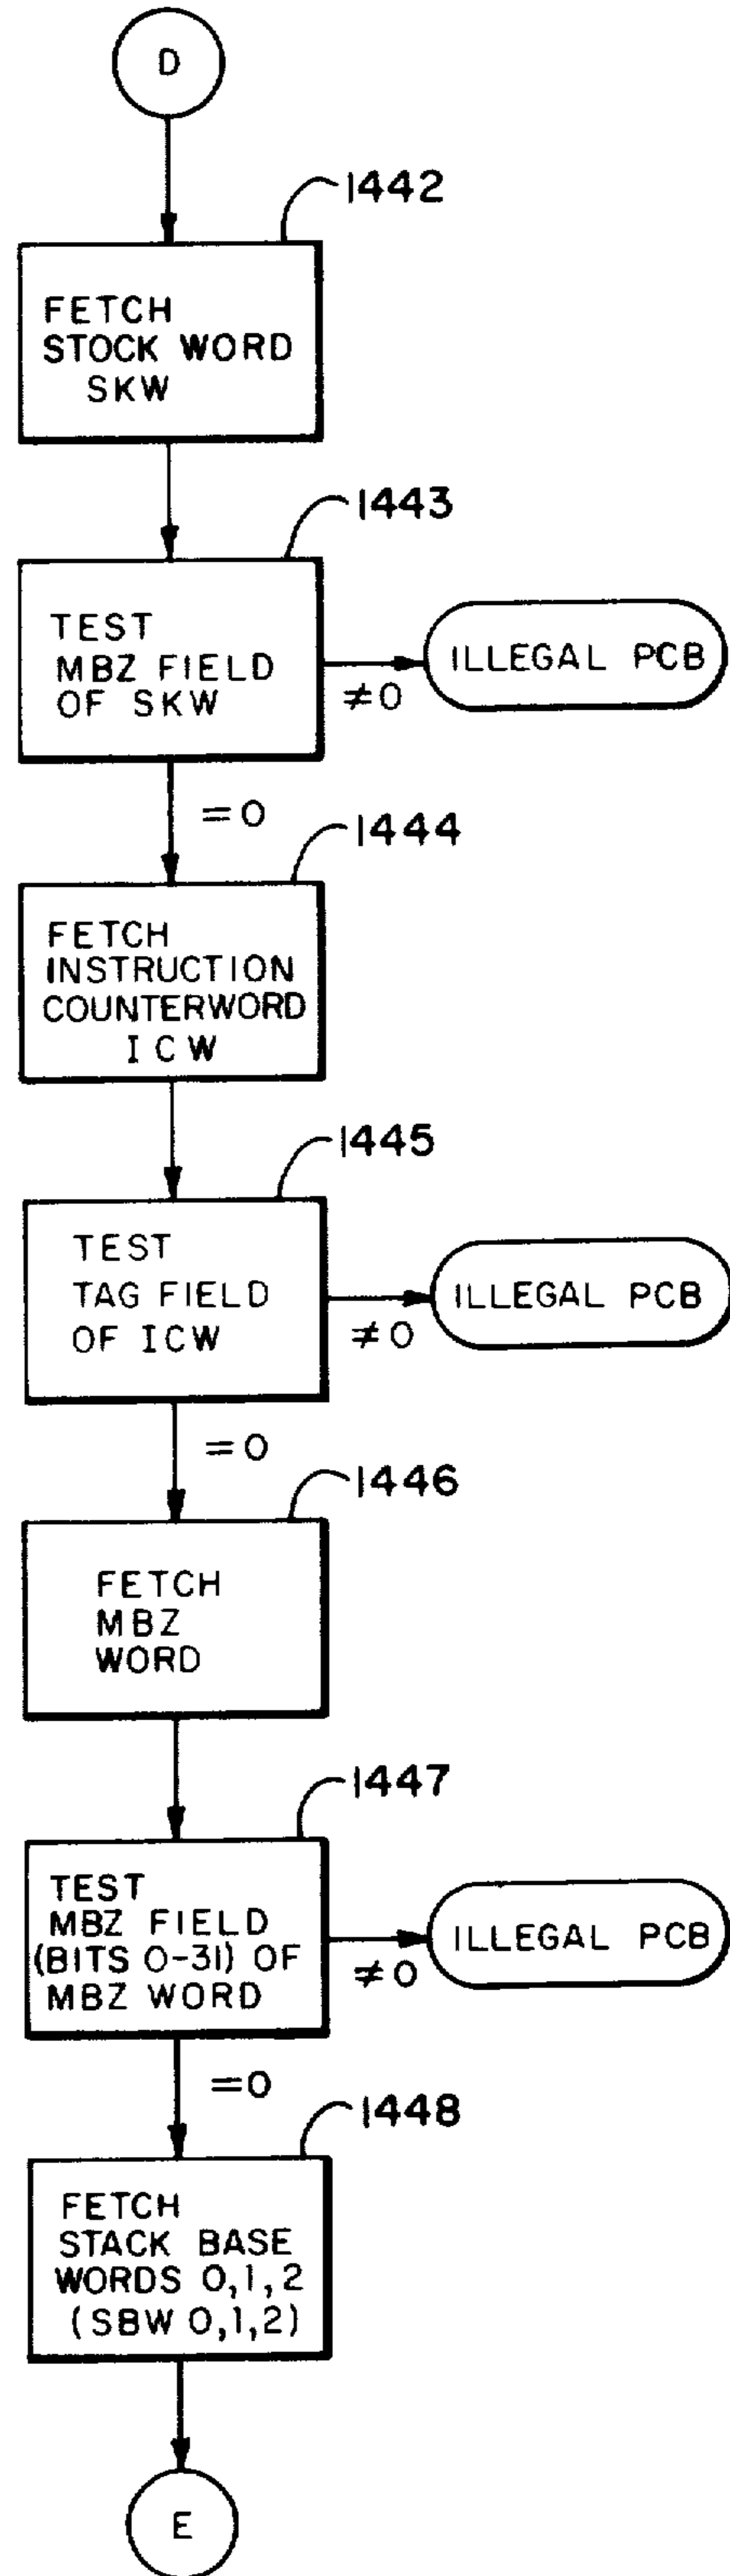 D
1442
FETCH
STOCK WORD
SKW
1443
TEST
MBZ FIELD
OF SKW
≠0
ILLEGAL PCB
=0
1444
FETCH
INSTRUCTION
COUNTERWORD
ICW
1445
TEST
TAG FIELD
OF ICW
≠0
ILLEGAL PCB
=0
1446
FETCH
MBZ
WORD
1447
TEST
MBZ FIELD
(BITS 0-31) OF
MBZ WORD
≠0
ILLEGAL PCB
=0
1448
FETCH
STACK BASE
WORDS 0,1,2
(SBW 0,1,2)
E